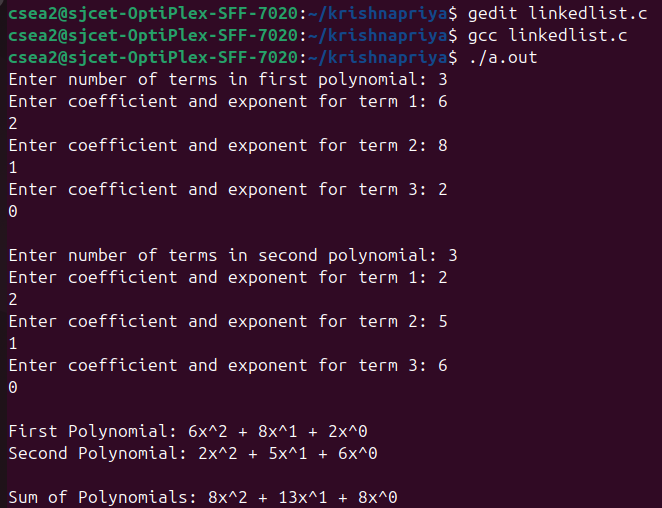 csea2@sjcet-OptiPlex-SFF-7020:~/krishnapriya$ gedit linkedlist.c
csea2@sjcet-OptiPlex-SFF-7020:~/krishnapriya$ gcc linkedlist.c
csea2@sjcet-OptiPlex-SFF-7020:~/krishnapriya$ ./a.out
Enter number of terms in first polynomial: 3
Enter coefficient and exponent for term 1: 6
2
Enter coefficient and exponent for term 2: 8
1
Enter coefficient and exponent for term 3: 2
0

Enter number of terms in second polynomial: 3
Enter coefficient and exponent for term 1: 2
2
Enter coefficient and exponent for term 2: 5
1
Enter coefficient and exponent for term 3: 6
0

First Polynomial: 6x^2 + 8x^1 + 2x^0
Second Polynomial: 2x^2 + 5x^1 + 6x^0

Sum of Polynomials: 8x^2 + 13x^1 + 8x^0